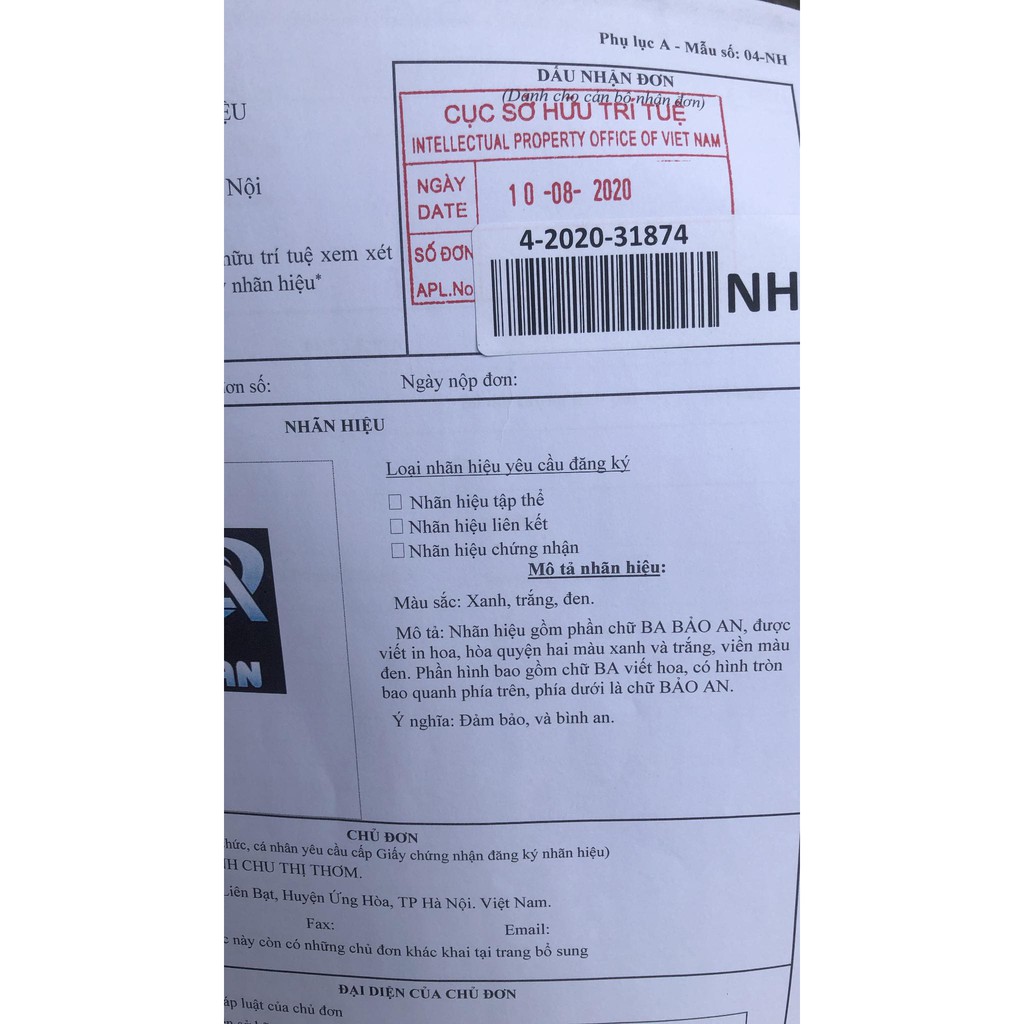 Phụ lục A - Mẫu số: 04-NH
DẤU NHẬN ĐƠN
(Dành cho cán bộ nhận đơn)
CỤC SỞ HỮU TRÍ TUỆ
INTELLECTUAL PROPERTY OFFICE OF VIET NAM
NGÀY
DATE
10-08-2020
SỐ ĐƠN
APL.No
4-2020-31874
NH
ỆU
Nội
hữu trí tuệ xem xét
nhãn hiệu*
ơn số:
Ngày nộp đơn:
NHÃN HIỆU
Loại nhãn hiệu yêu cầu đăng ký
Nhãn hiệu tập thể
Nhãn hiệu liên kết
Nhãn hiệu chứng nhận
Mô tả nhãn hiệu:
Màu sắc: Xanh, trắng, đen.
Mô tả: Nhãn hiệu gồm phần chữ BA BẢO AN, được
viết in hoa, hòa quyện hai màu xanh và trắng, viền màu
đen. Phần hình bao gồm chữ BA viết hoa, có hình tròn
bao quanh phía trên, phía dưới là chữ BẢO AN.
Ý nghĩa: Đảm bảo, và bình an.
A
AN
CHỦ ĐƠN
hức, cá nhân yêu cầu cấp Giấy chứng nhận đăng ký nhãn hiệu)
NH CHU THỊ THƠM.
Liên Bạt, Huyện Ứng Hòa, TP Hà Nội. Việt Nam.
Fax:
Email:
c này còn có những chủ đơn khác khai tại trang bổ sung
ĐẠI DIỆN CỦA CHỦ ĐƠN
áp luật của chủ đơn